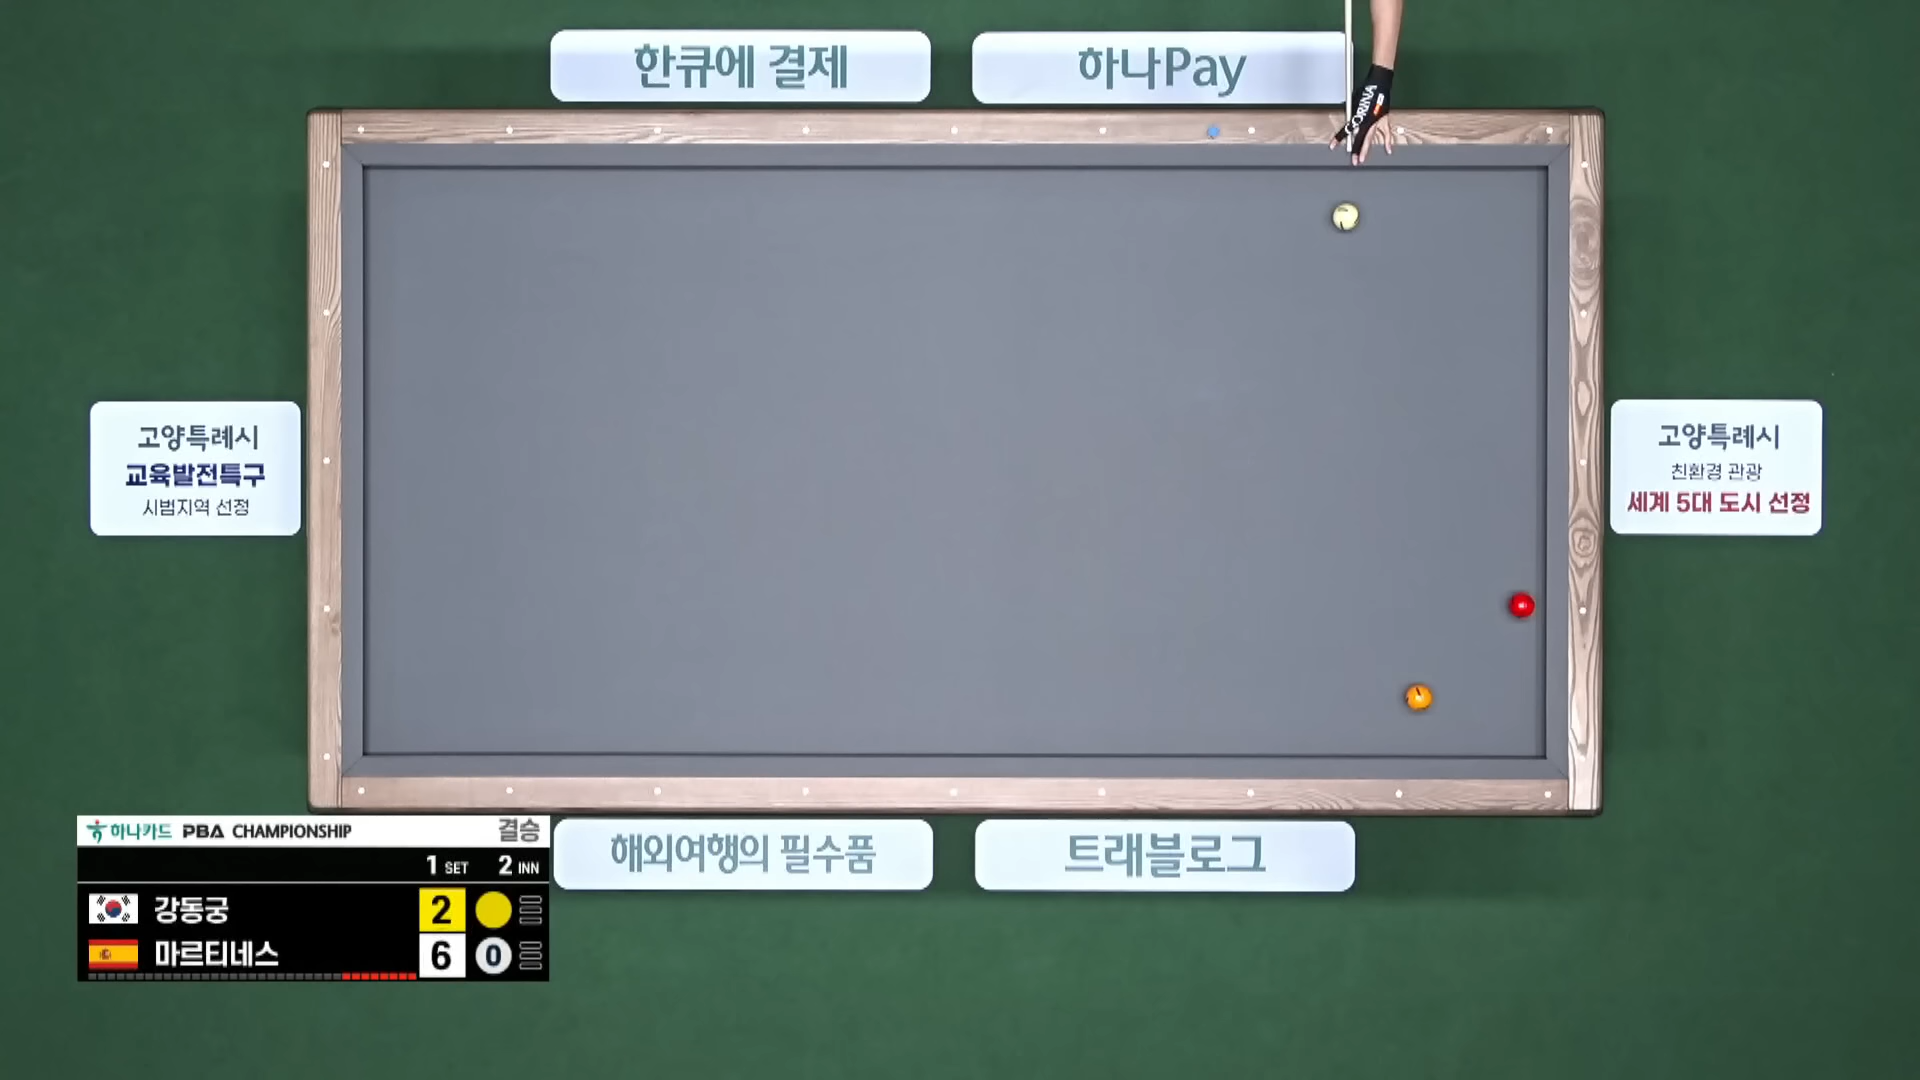 한큐에 결제
하나Pay
GORINA
고양특례시
교육발전특구
시범지역 선정
고양특례시
친환경 관광
세계 5대 도시 선정
해외여행의 필수품
트래블로그
하나카드 PBA CHAMPIONSHIP 결승
1 SET 2 INN
강동궁 2
마르티네스 6 0